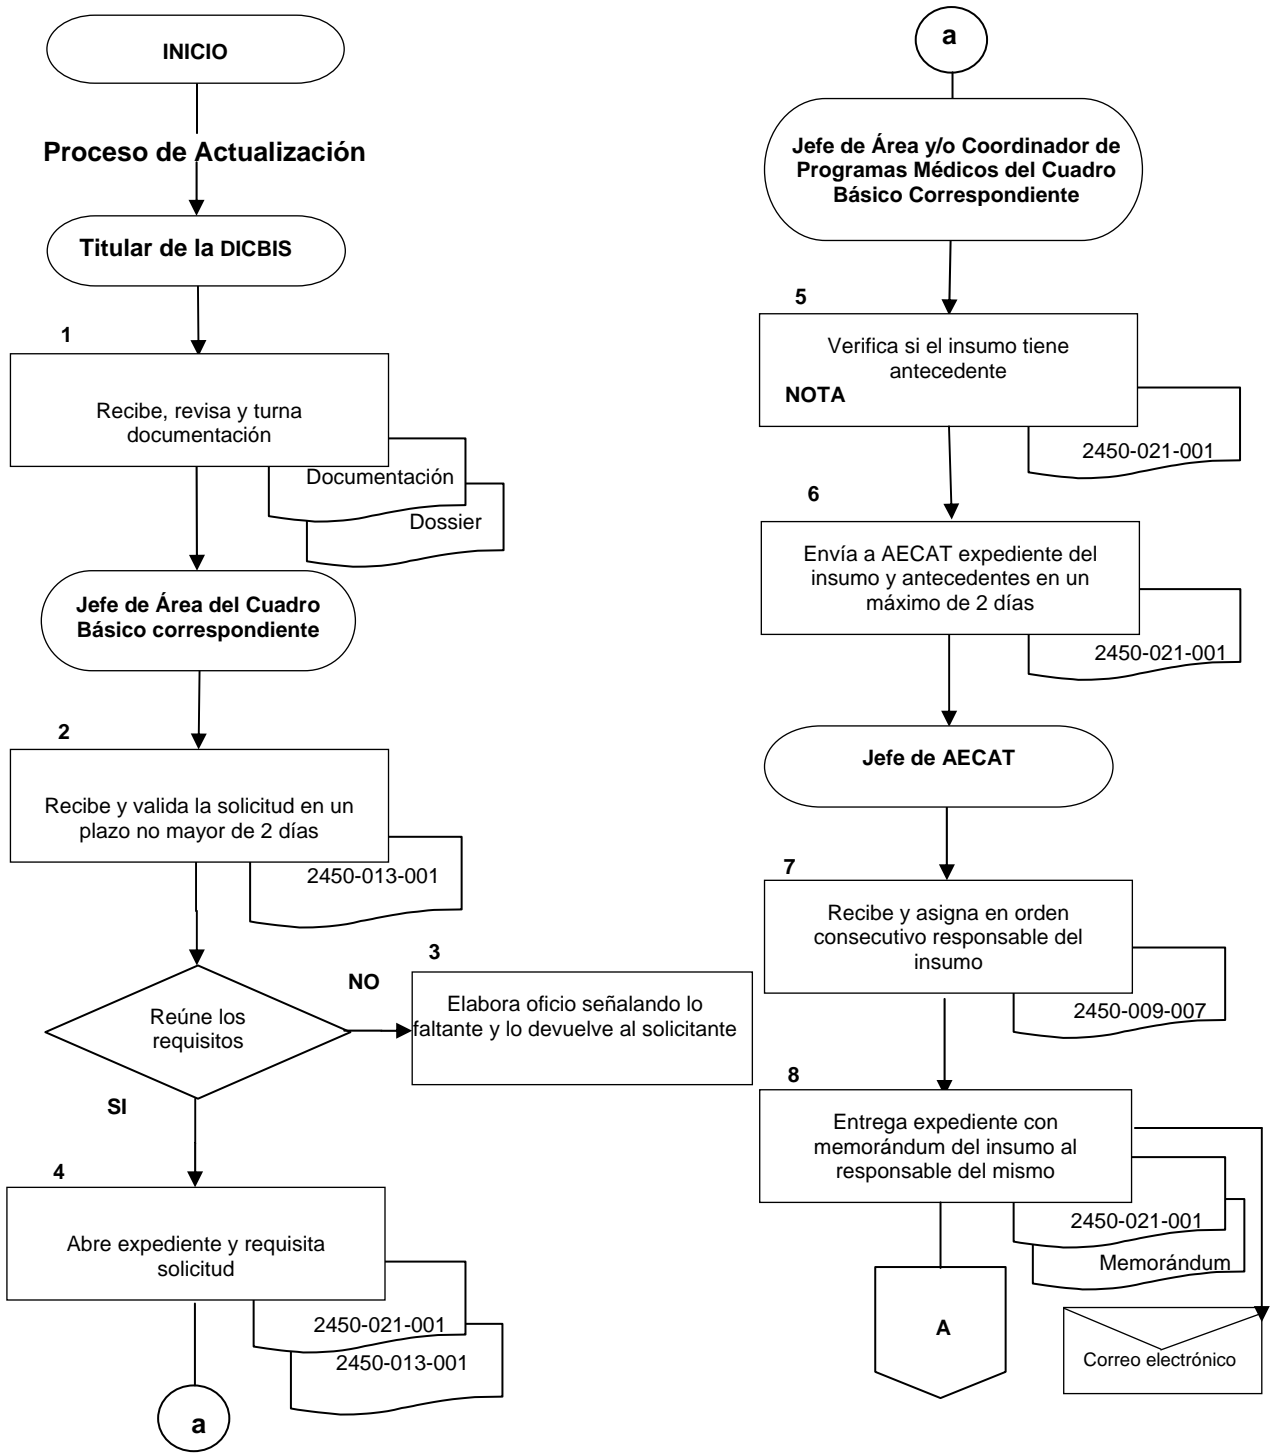 INICIO
Proceso de Actualización
Titular de la DICBIS
1
Recibe, revisa y turna
documentación
Documentación
Dossier
Jefe de Área del Cuadro
Básico correspondiente
2
Recibe y valida la solicitud en un
plazo no mayor de 2 días
2450-013-001
Reúne los
requisitos
NO
3
Elabora oficio señalando lo
faltante y lo devuelve al solicitante
SI
4
Abre expediente y requisita
solicitud
2450-021-001
2450-013-001
a
a
Jefe de Área y/o Coordinador de
Programas Médicos del Cuadro
Básico Correspondiente
5
Verifica si el insumo tiene
antecedente
NOTA
2450-021-001
6
Envía a AECAT expediente del
insumo y antecedentes en un
máximo de 2 días
2450-021-001
Jefe de AECAT
7
Recibe y asigna en orden
consecutivo responsable del
insumo
2450-009-007
8
Entrega expediente con
memorándum del insumo al
responsable del mismo
2450-021-001
Memorándum
A
Correo electrónico